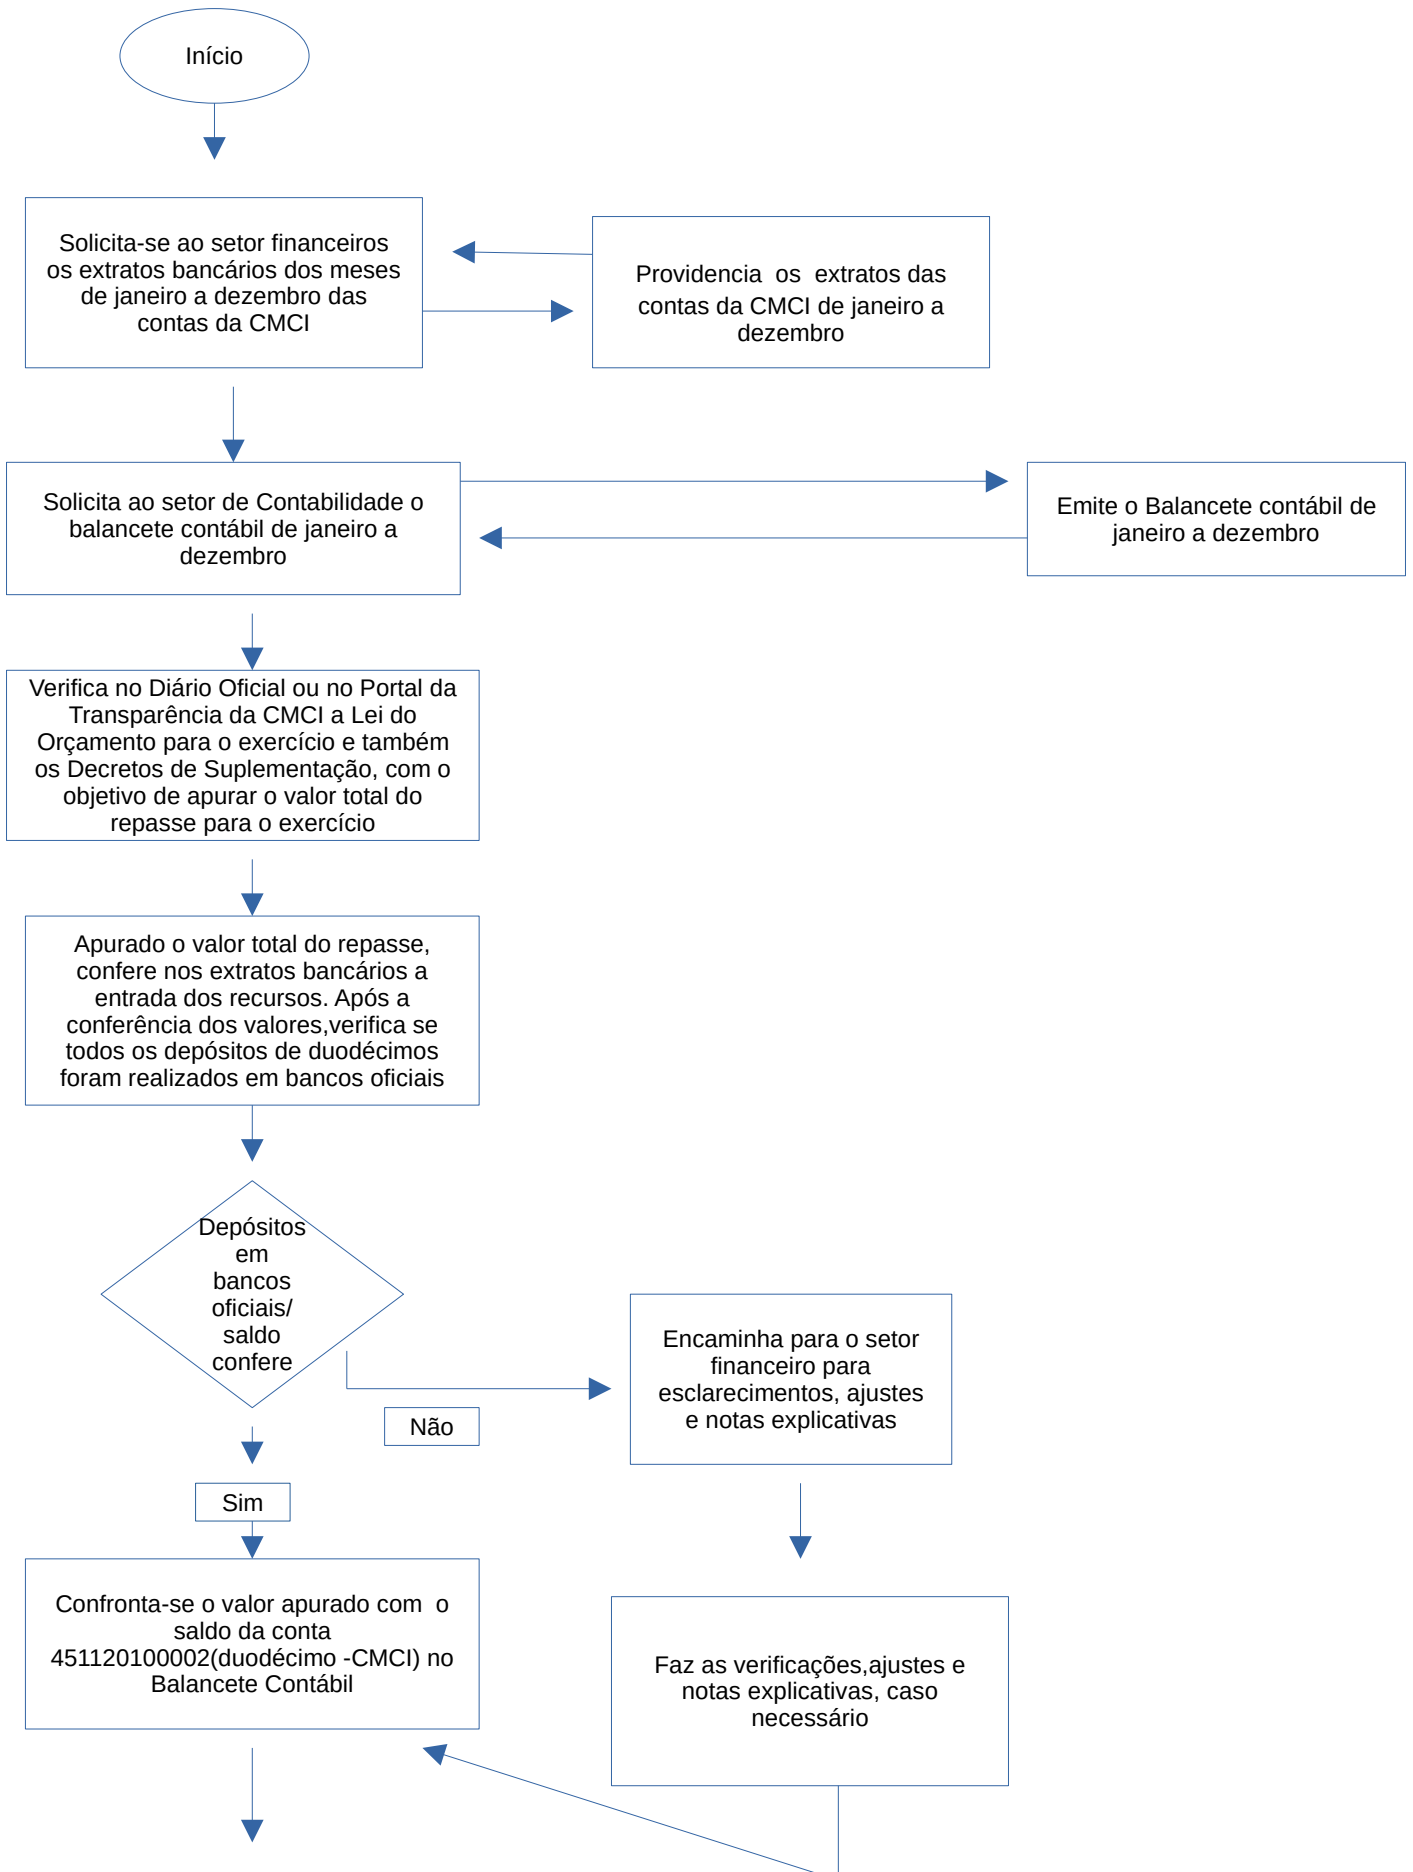 Início
Solicita-se ao setor financeiros
os extratos bancários dos meses
de janeiro a dezembro das
contas da CMCI
Providencia  os  extratos das
contas da CMCI de janeiro a
dezembro
Solicita ao setor de Contabilidade o
balancete contábil de janeiro a
dezembro
Emite o Balancete contábil de
janeiro a dezembro
Verifica no Diário Oficial ou no Portal da
Transparência da CMCI a Lei do
Orçamento para o exercício e também
os Decretos de Suplementação, com o
objetivo de apurar o valor total do
repasse para o exercício
Apurado o valor total do repasse,
confere nos extratos bancários a
entrada dos recursos. Após a
conferência dos valores,verifica se
todos os depósitos de duodécimos
foram realizados em bancos oficiais
Depósitos
em
bancos
oficiais/
saldo
confere
Encaminha para o setor
financeiro para
esclarecimentos, ajustes
e notas explicativas
Não
Sim
Confronta-se o valor apurado com  o
saldo da conta
451120100002(duodécimo -CMCI) no
Balancete Contábil
Faz as verificações,ajustes e
notas explicativas, caso
necessário